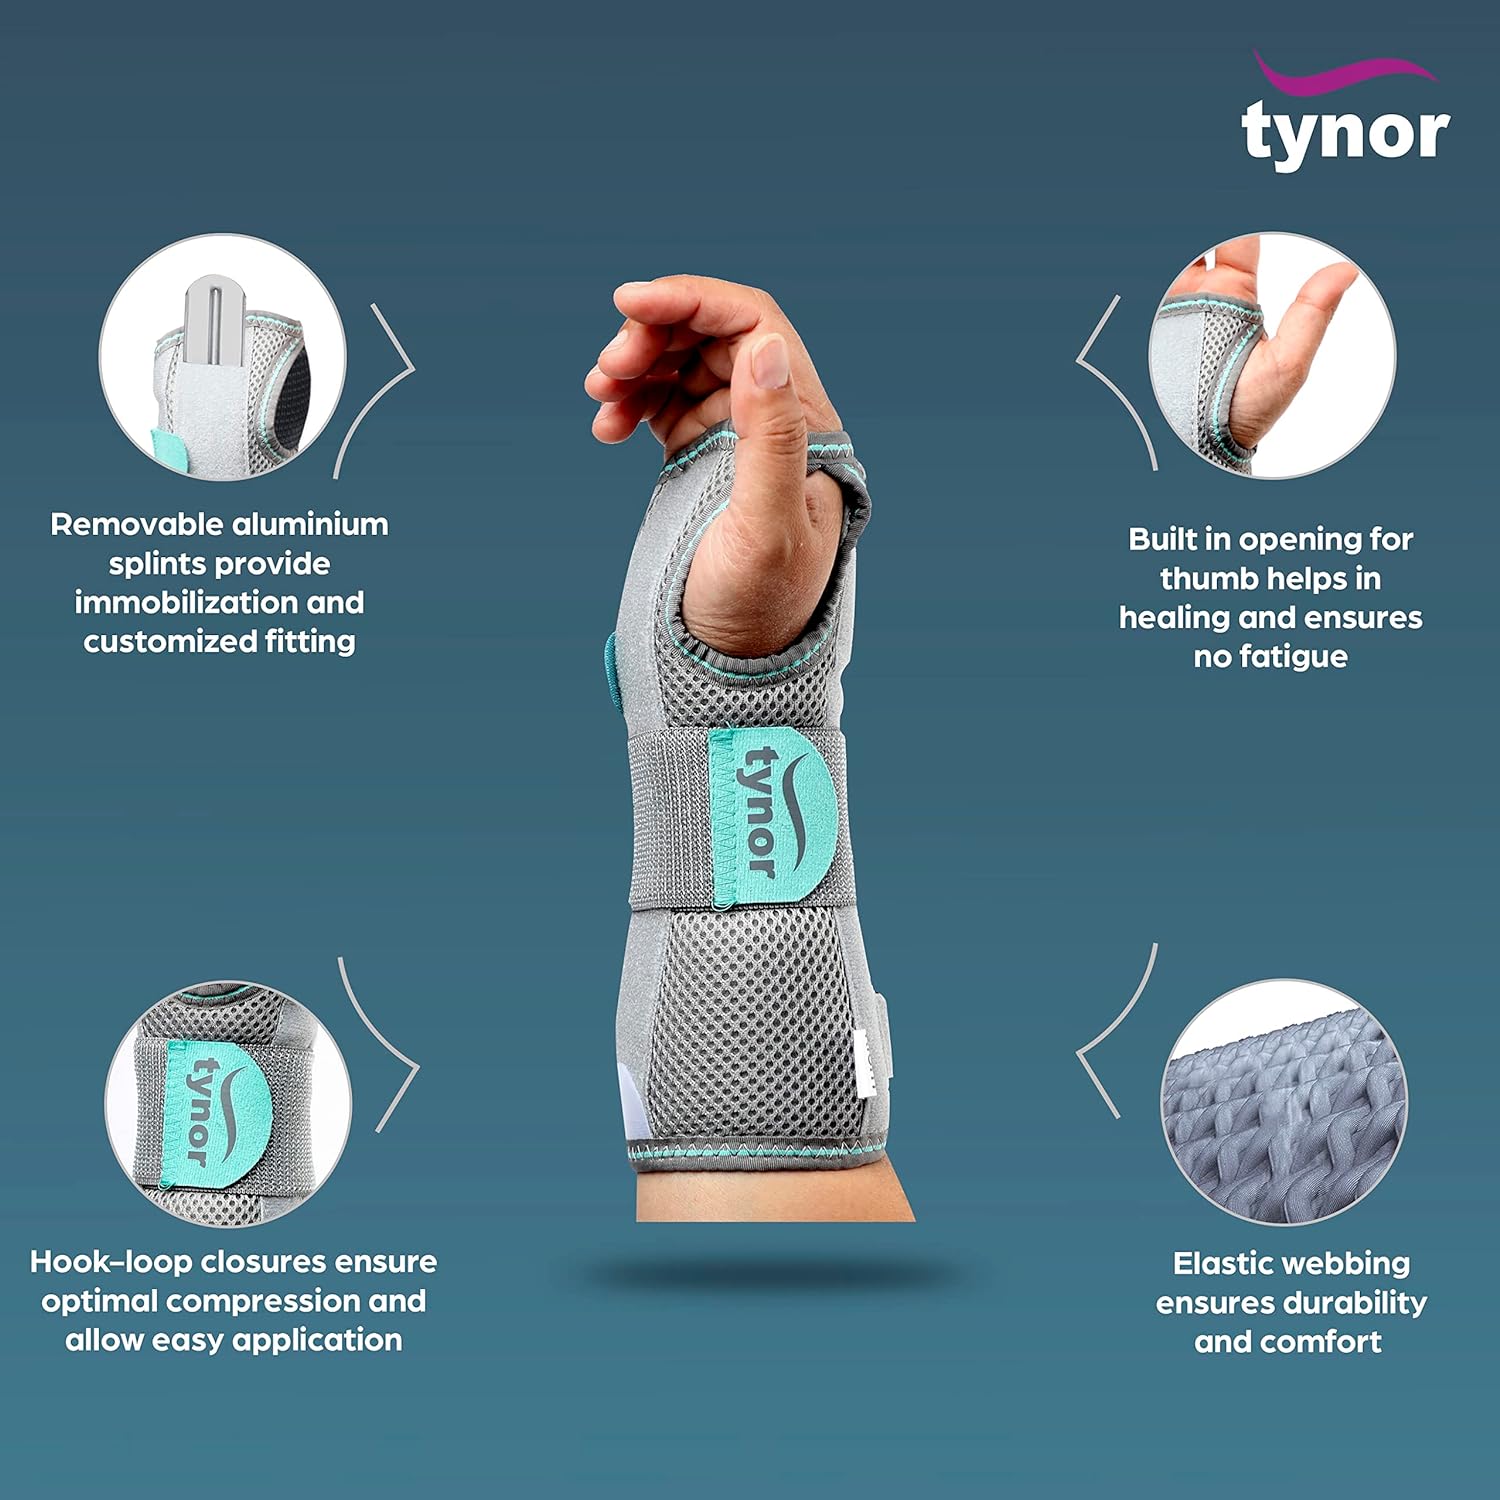 tynor
Removable aluminium
splints provide
immobilization and
customized fitting
Built in opening for
thumb helps in
healing and ensures
no fatigue
tynor
tynor
Hook-loop closures ensure
optimal compression and
allow easy application
Elastic webbing
ensures durability
and comfort